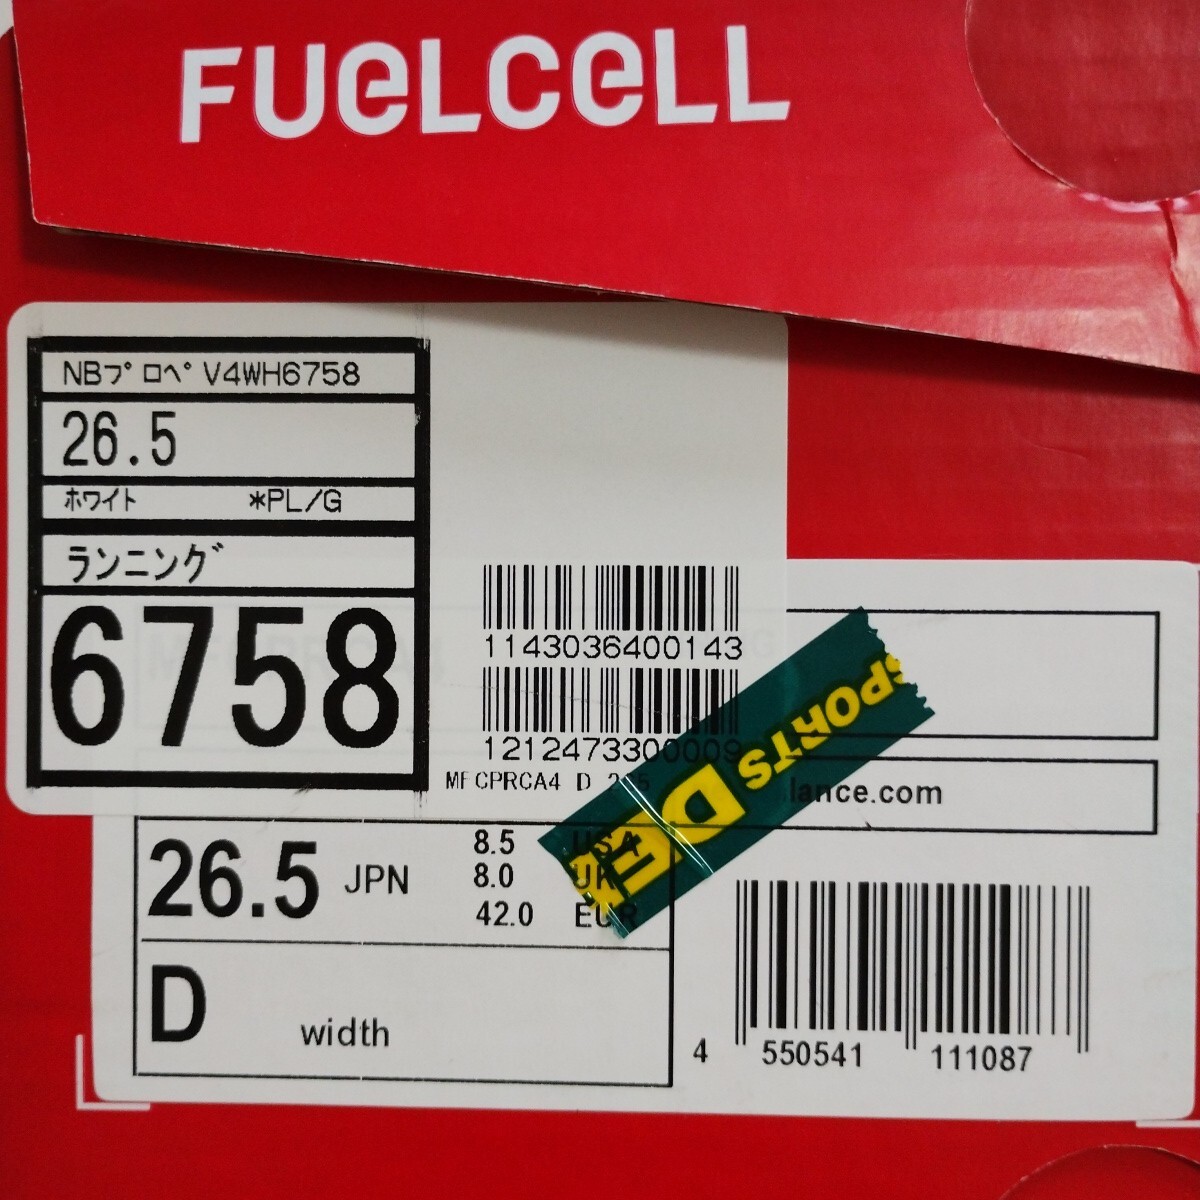 FUELCELL
NBプロペ V4WH6758
26.5
ホワイト *PL/G
ランニング
6758
1143036400143
1212473300009
MFCPRCA4 D 265
SPORTS DE
lance.com
26.5 JPN
8.5 USA
8.0 UK
42.0 EUR
D width
4 550541 111087